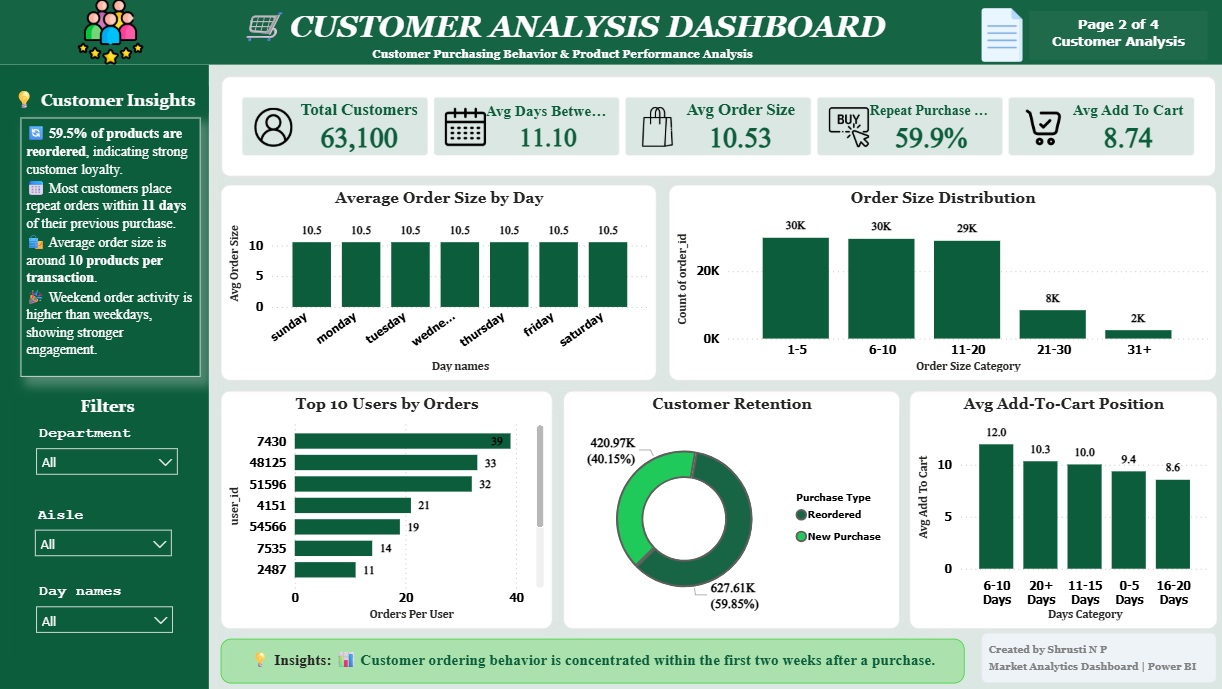 CUSTOMER ANALYSIS DASHBOARD
Customer Purchasing Behavior & Product Performance Analysis
Page 2 of 4
Customer Analysis
Customer Insights
59.5% of products are
reordered, indicating strong
customer loyalty.
Most customers place
repeat orders within 11 days
of their previous purchase.
Average order size is
around 10 products per
transaction.
Weekend order activity is
higher than weekdays,
showing stronger
engagement.
Filters
Department
All
Aisle
All
Day names
All
Total Customers
63,100
Avg Days Betwe...
11.10
Avg Order Size
10.53
BUY
Repeat Purchase ...
59.9%
Avg Add To Cart
8.74
Average Order Size by Day
Avg Order Size
10
5
0
10.5 10.5 10.5 10.5 10.5 10.5 10.5
sunday monday tuesday wedne... thursday friday saturday
Day names
Order Size Distribution
Count of order_id
20K
0K
30K 30K 29K 8K 2K
1-5 6-10 11-20 21-30 31+
Order Size Category
Top 10 Users by Orders
user_id
7430 39
48125 33
51596 32
4151 21
54566 19
7535 14
2487 11
0 20 40
Orders Per User
Customer Retention
420.97K
(40.15%)
627.61K
(59.85%)
Purchase Type
Reordered
New Purchase
Avg Add-To-Cart Position
Avg Add To Cart
10
5
0
12.0 10.3 10.0 9.4 8.6
6-10 20+ 11-15 0-5 16-20
Days Days Days Days Days
Days Category
Insights: Customer ordering behavior is concentrated within the first two weeks after a purchase.
Created by Shrusti N P
Market Analytics Dashboard | Power BI